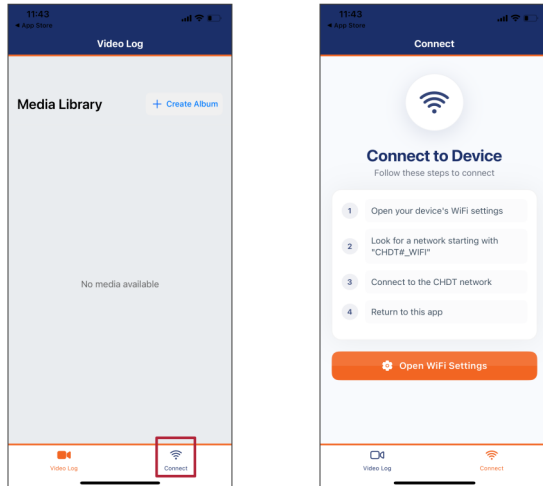 11:43
◀ App Store
Video Log
Media Library
+ Create Album
No media available
Video Log
Connect
11:43
◀ App Store
Connect
Connect to Device
Follow these steps to connect
1 Open your device's WiFi settings
2 Look for a network starting with
"CHDT#_WIFI"
3 Connect to the CHDT network
4 Return to this app
Open WiFi Settings
Video Log
Connect